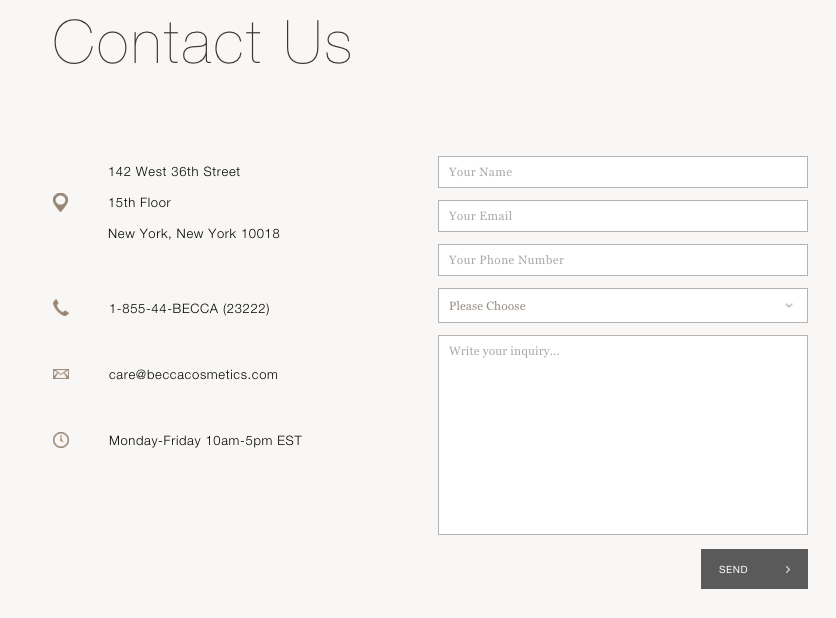 Contact Us
142 West 36th Street
15th Floor
New York, New York 10018
1-855-44-BECCA (23222)
care@beccacosmetics.com
Monday-Friday 10am-5pm EST
Your Name
Your Email
Your Phone Number
Please Choose
Write your inquiry...
SEND